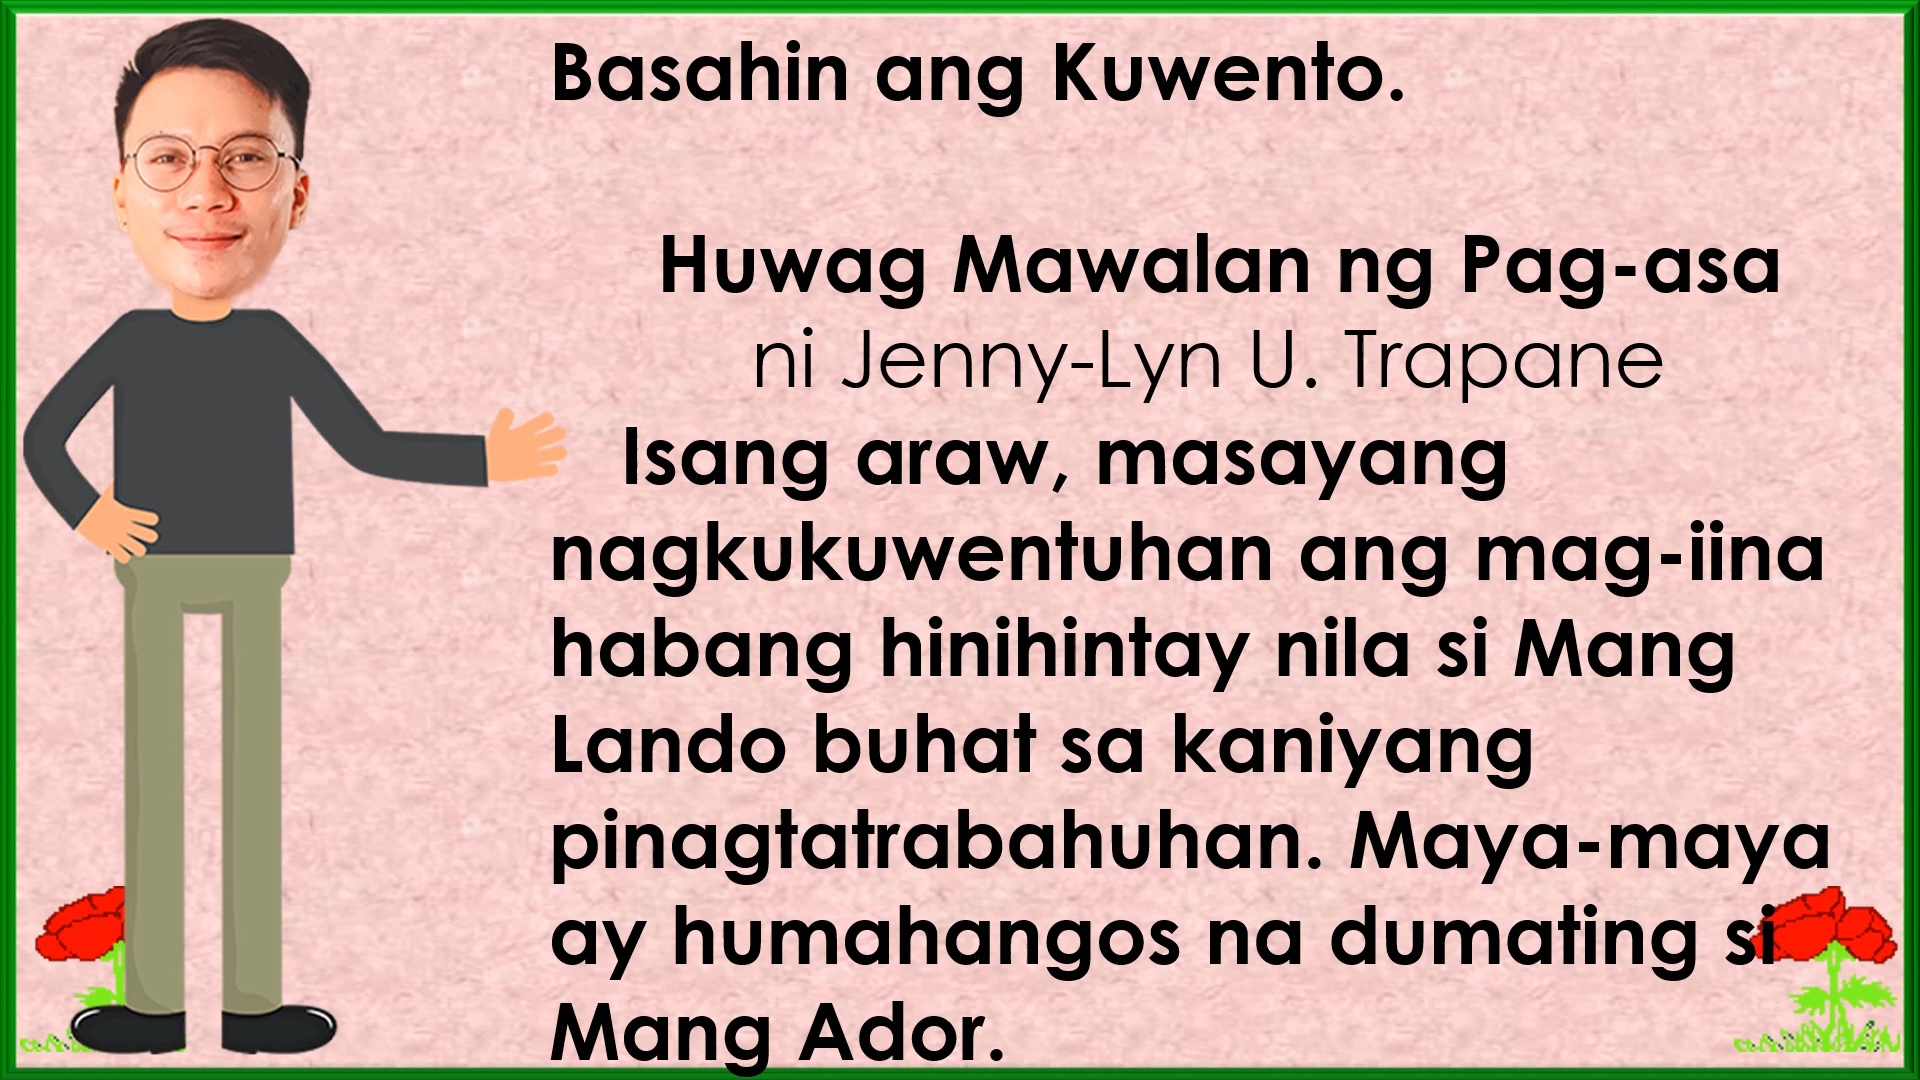 Basahin ang Kuwento.
Huwag Mawalan ng Pag-asa
ni Jenny-Lyn U. Trapane
Isang araw, masayang
nagkukuwentuhan ang mag-iina
habang hinihintay nila si Mang
Lando buhat sa kaniyang
pinagtatrabahuhan. Maya-maya
ay humahangos na dumating si
Mang Ador.